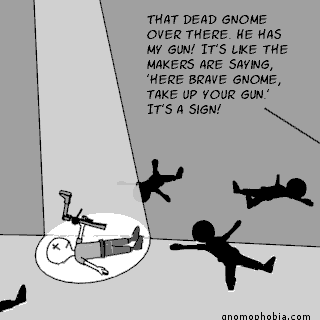 THAT DEAD GNOME
OVER THERE. HE HAS
MY GUN! IT'S LIKE THE
MAKERS ARE SAYING,
'HERE BRAVE GNOME,
TAKE UP YOUR GUN.'
IT'S A SIGN!
gnomophobia.com